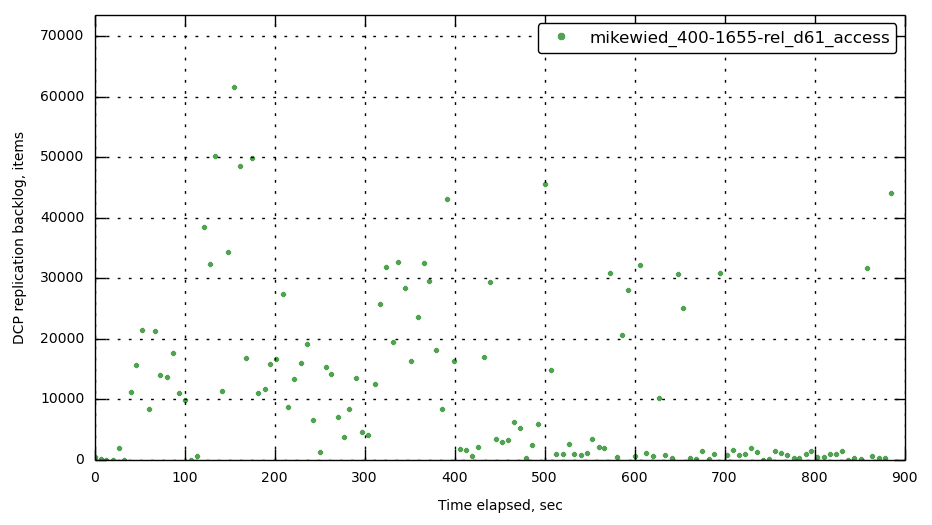 70000
mikewied_400-1655-rel_d61_access
60000
50000
40000
30000
20000
10000
0
DCP replication backlog, items
0 100 200 300 400 500 600 700 800 900
Time elapsed, sec